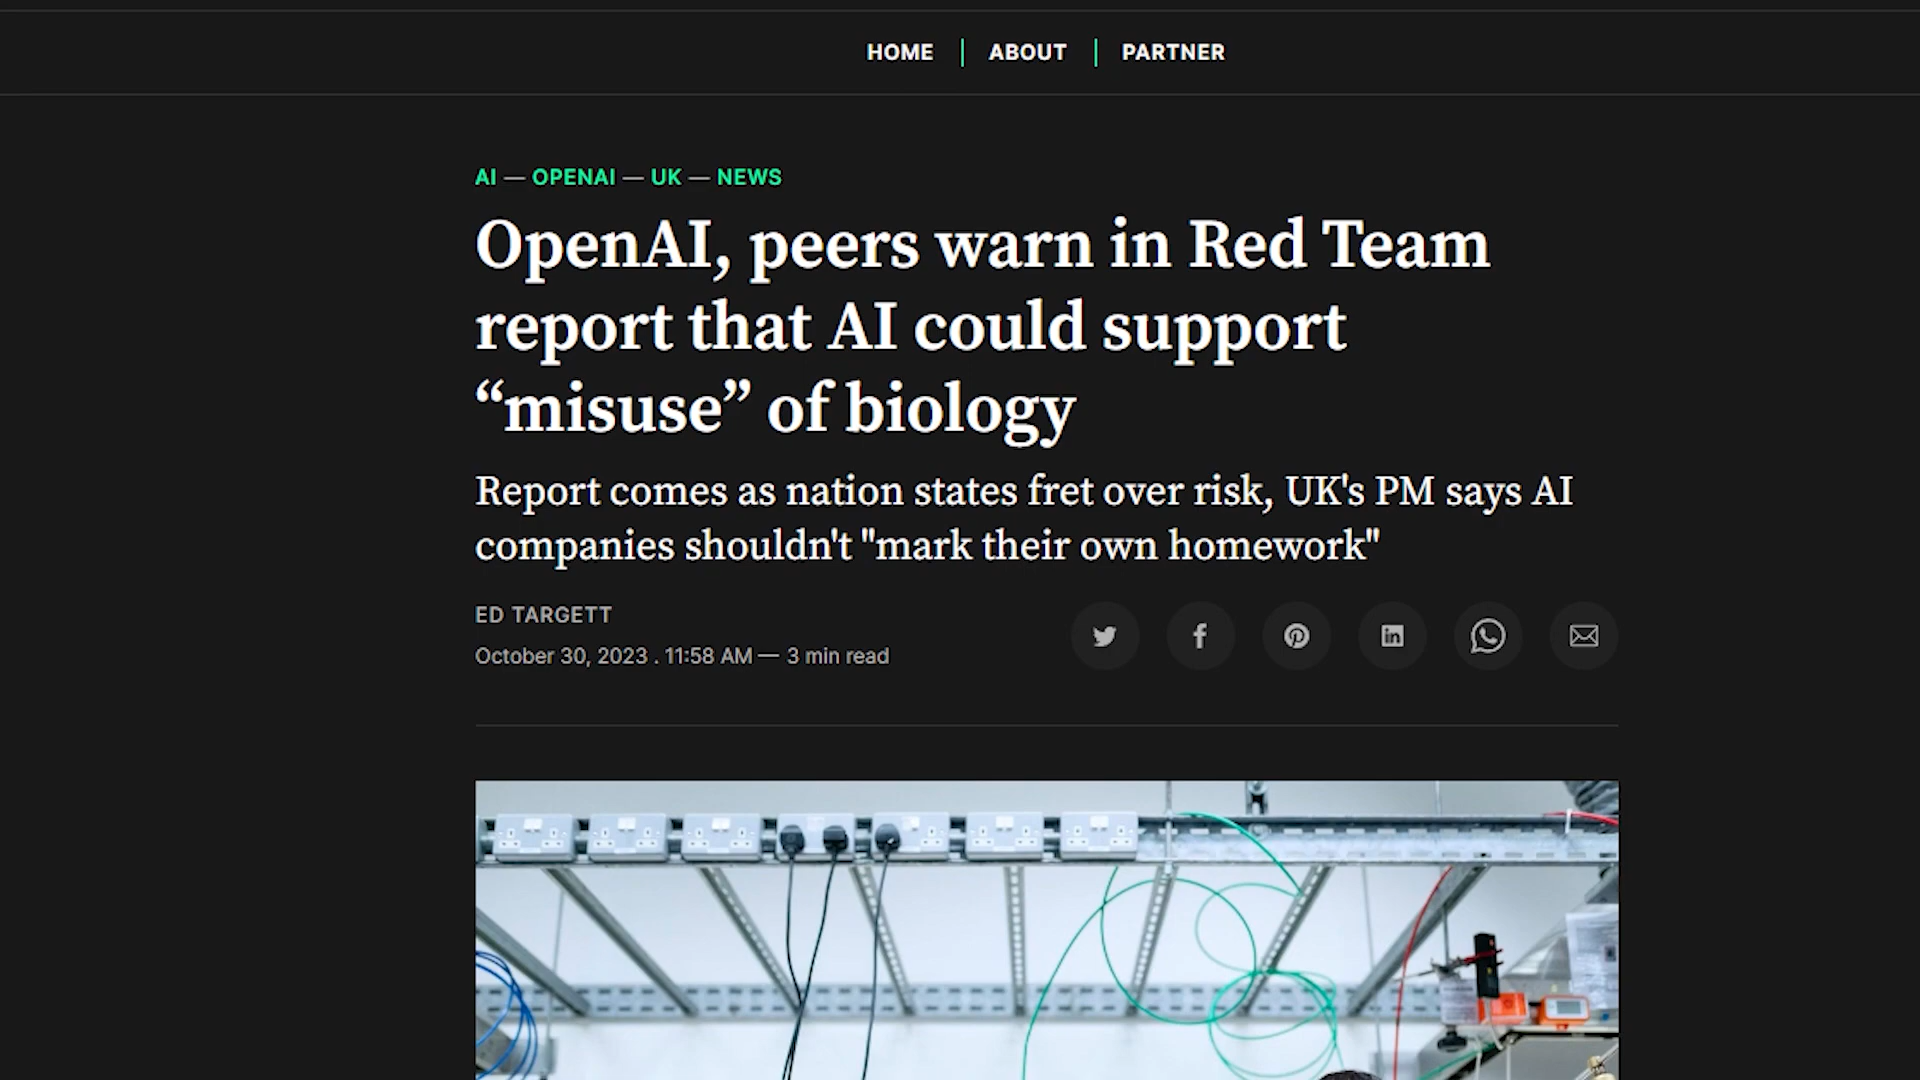 HOME | ABOUT | PARTNER
AI — OPENAI — UK — NEWS
OpenAI, peers warn in Red Team
report that AI could support
“misuse” of biology
Report comes as nation states fret over risk, UK's PM says AI
companies shouldn't "mark their own homework"
ED TARGETT
October 30, 2023 . 11:58 AM — 3 min read